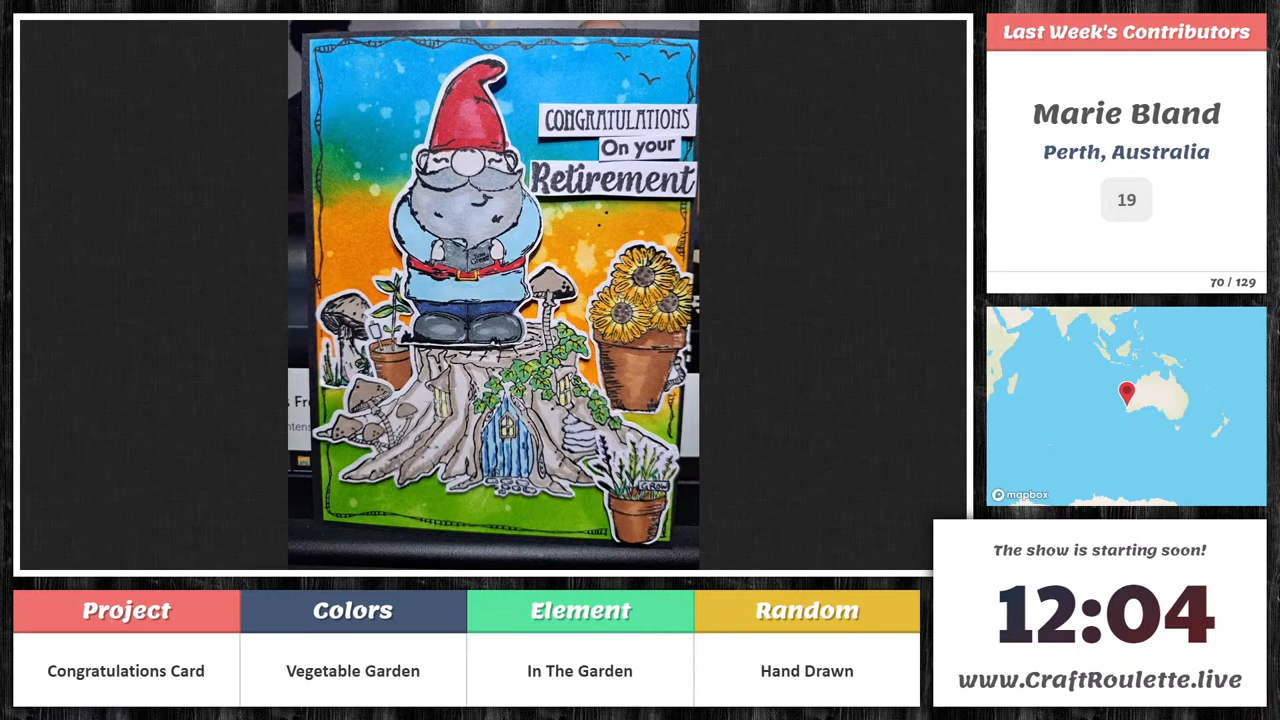 CONGRATULATIONS
On your
Retirement
GROW
Last Week's Contributors
Marie Bland
Perth, Australia
19
70 / 129
mapbox
The show is starting soon!
12:04
www.CraftRoulette.live
Project
Colors
Element
Random
Congratulations Card
Vegetable Garden
In The Garden
Hand Drawn